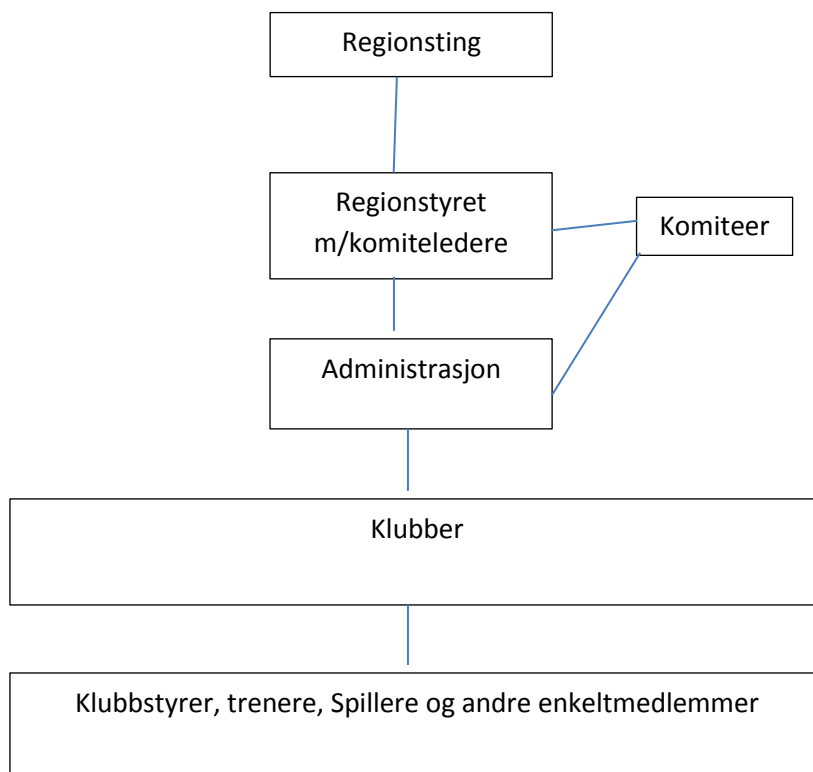 Regionsting
Regionstyret
m/komiteledere
Komiteer
Administrasjon
Klubber
Klubbstyrer, trenere, Spillere og andre enkeltmedlemmer